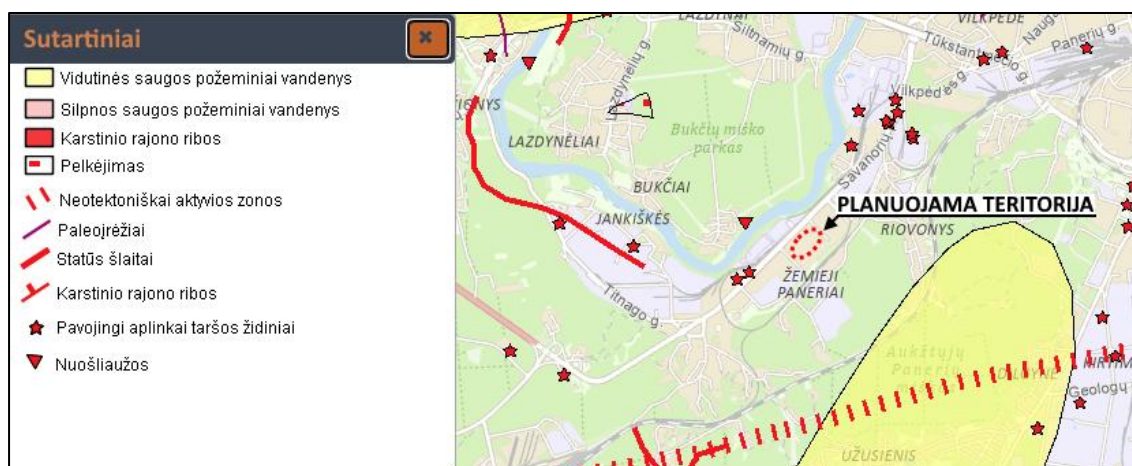 Sutartiniai
Vidutinės saugos požeminiai vandenys
Silpnos saugos požeminiai vandenys
Karstinio rajono ribos
Pelkėjimas
Neotektoniškai aktyvios zonos
Paleojrėžiai
Statūs šlaitai
Karstinio rajono ribos
Pavojingi aplinkai taršos židiniai
Nuošliaužos
LAZDYNAI
VILKPĖDĖ
Siltnamių g.
Tūkstantmečio g.
Naugarduko
Panerių g.
Lazdynėlių g.
Vilkpėdės g.
LAZDYNĖLIAI
Bukčių miško
parkas
Savanorių
BUKČIAI
JANKIŠKĖS
PLANUOJAMA TERITORIJA
RIOVONYS
ŽEMIEJI
PANERIAI
Titnago g.
Aukštųjų
Panerių
Geologų
UŽUSIENIS